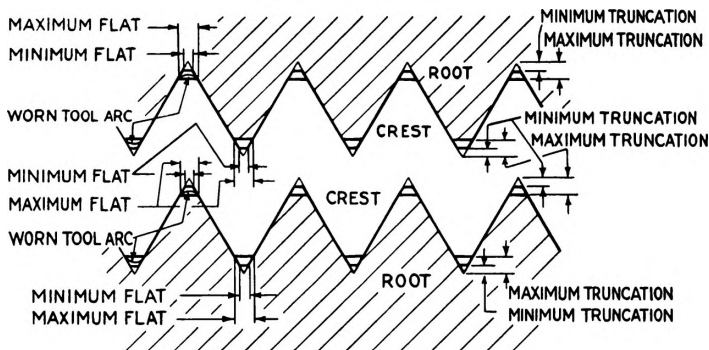 MAXIMUM FLAT
MINIMUM FLAT
MINIMUM TRUNCATION
MAXIMUM TRUNCATION
ROOT
WORN TOOL ARC
CREST
MINIMUM TRUNCATION
MAXIMUM TRUNCATION
MINIMUM FLAT
MAXIMUM FLAT
CREST
WORN TOOL ARC
ROOT
MINIMUM FLAT
MAXIMUM FLAT
MAXIMUM TRUNCATION
MINIMUM TRUNCATION